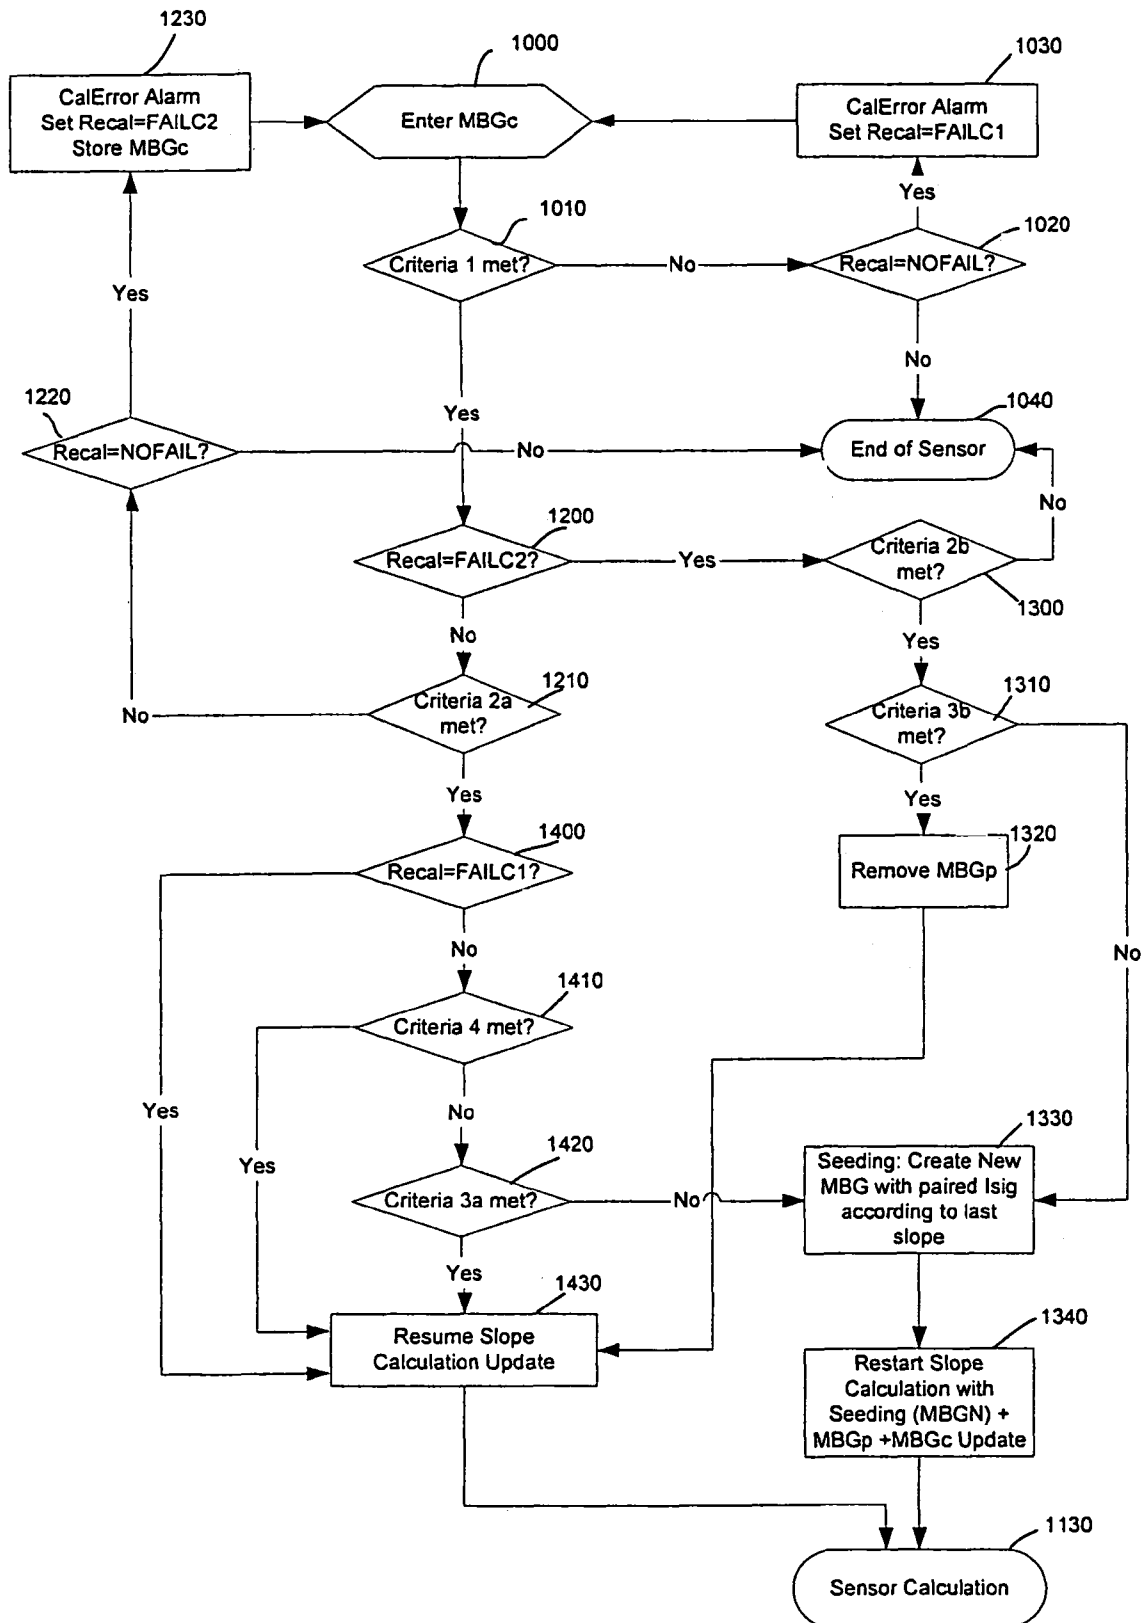 1230
1000
1030
CalError Alarm
Set Recal=FAILC2
Store MBGc
Enter MBGc
CalError Alarm
Set Recal=FAILC1
Yes
1010
1020
Criteria 1 met?
No
Recal=NOFAIL?
Yes
No
1220
Yes
1040
Recal=NOFAIL?
No
End of Sensor
No
1200
Recal=FAILC2?
Yes
Criteria 2b
met?
1300
No
Yes
1210
Criteria 2a
met?
No
1310
Criteria 3b
met?
Yes
Yes
1400
Recal=FAILC1?
1320
Remove MBGp
No
No
1410
Criteria 4 met?
Yes
No
1330
Yes
1420
Criteria 3a met?
No
Seeding: Create New
MBG with paired Isig
according to last
slope
Yes
1430
Resume Slope
Calculation Update
1340
Restart Slope
Calculation with
Seeding (MBGN) +
MBGp +MBGc Update
1130
Sensor Calculation